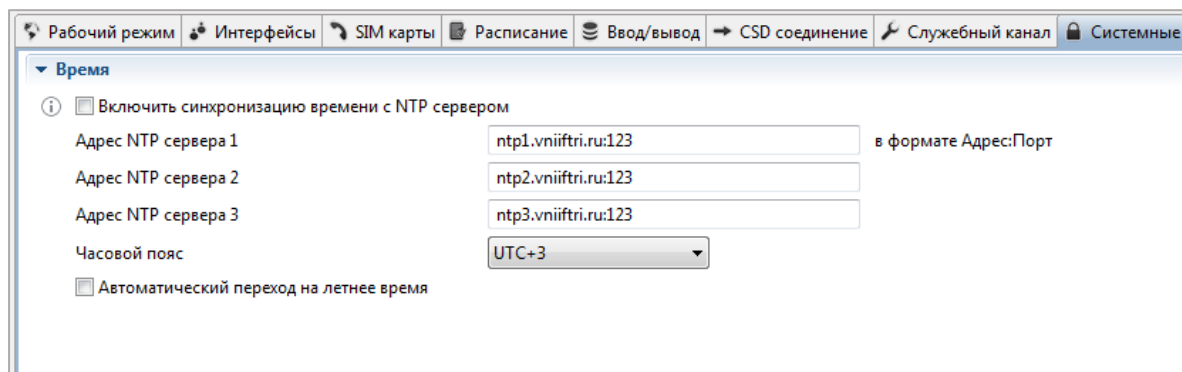 Рабочий режим Интерфейсы SIM карты Расписание Ввод/вывод CSD соединение Служебный канал Системные
Время
Включить синхронизацию времени с NTP сервером
Адрес NTP сервера 1 ntp1.vniiftri.ru:123 в формате Адрес:Порт
Адрес NTP сервера 2 ntp2.vniiftri.ru:123
Адрес NTP сервера 3 ntp3.vniiftri.ru:123
Часовой пояс UTC+3
Автоматический переход на летнее время